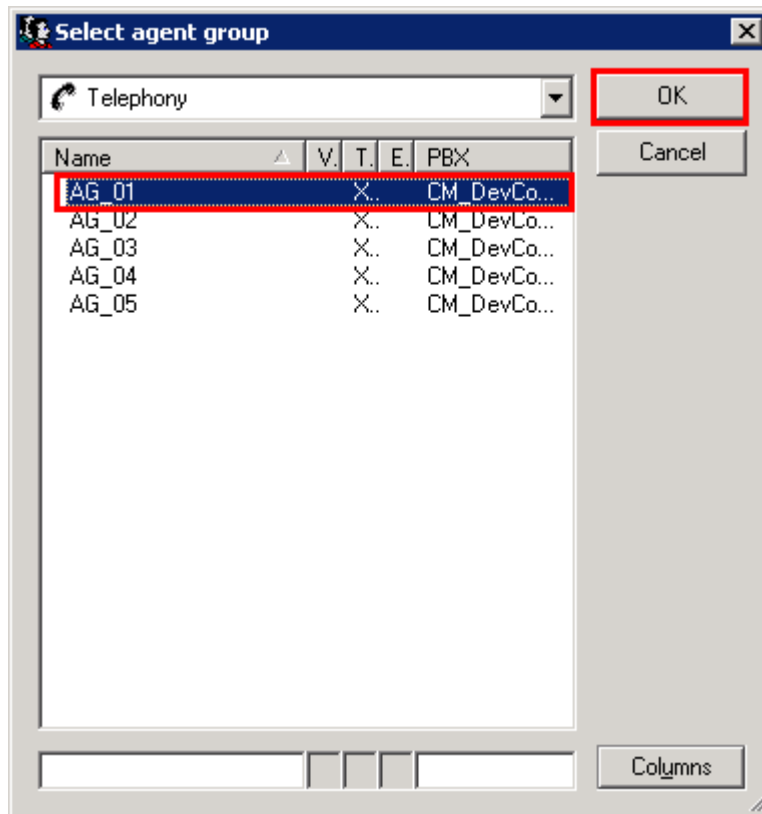 Select agent group
Telephony
OK
Cancel
Name V. T. E. PBX
AG_01 X.. CM_DevCo...
AG_02 X.. CM_DevCo...
AG_03 X.. CM_DevCo...
AG_04 X.. CM_DevCo...
AG_05 X.. CM_DevCo...
Columns